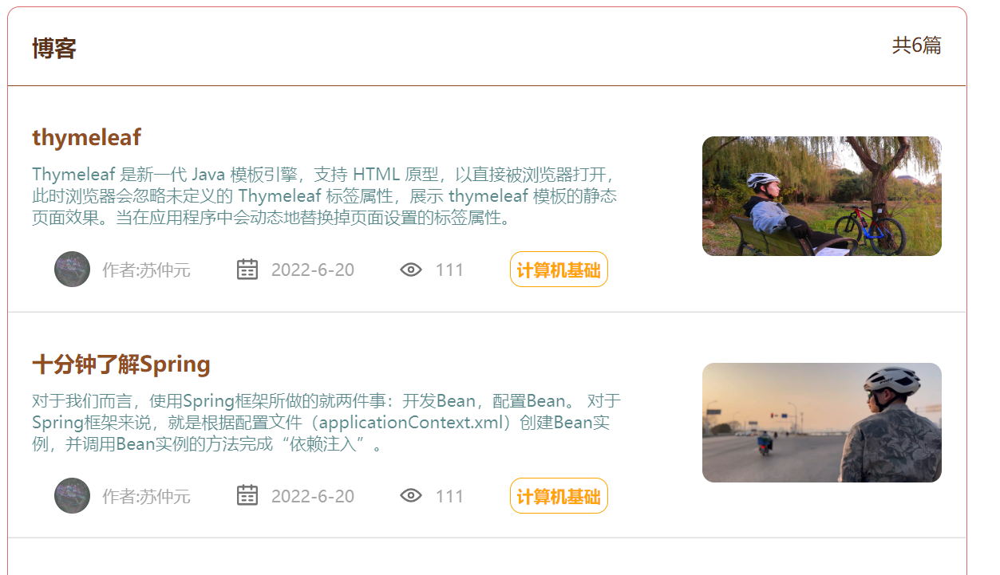 博客
共6篇
thymeleaf
Thymeleaf 是新一代 Java 模板引擎，支持 HTML 原型，以直接被浏览器打开，
此时浏览器会忽略未定义的 Thymeleaf 标签属性，展示 thymeleaf 模板的静态
页面效果。当在应用程序中会动态地替换掉页面设置的标签属性。
作者:苏仲元 2022-6-20 111 计算机基础
十分钟了解Spring
对于我们而言，使用Spring框架所做的就两件事：开发Bean，配置Bean。 对于
Spring框架来说，就是根据配置文件（applicationContext.xml）创建Bean实
例，并调用Bean实例的方法完成“依赖注入”。
作者:苏仲元 2022-6-20 111 计算机基础